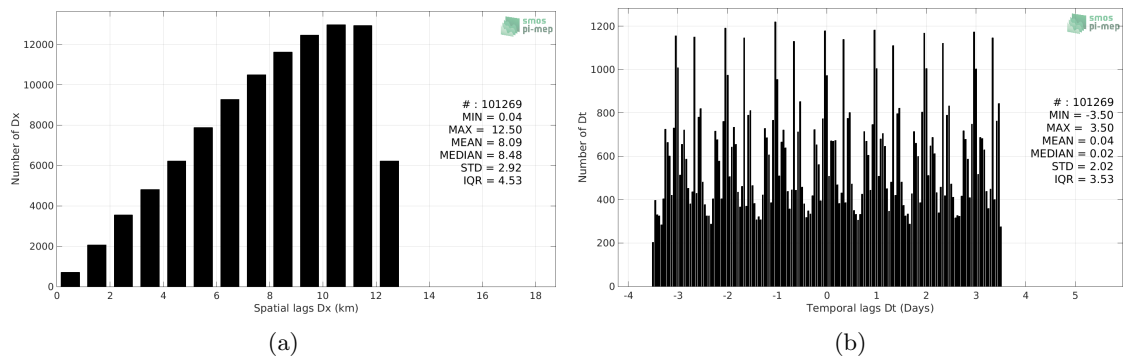 smos
pi-mep
Number of Dx
14000
12000
10000
8000
6000
4000
2000
0
# : 101269
MIN = 0.04
MAX = 12.50
MEAN = 8.09
MEDIAN = 8.48
STD = 2.92
IQR = 4.53
0 2 4 6 8 10 12 14 16 18
Spatial lags Dx (km)
(a)
smos
pi-mep
Number of Dt
1200
1000
800
600
400
200
0
# : 101269
MIN = -3.50
MAX = 3.50
MEAN = 0.04
MEDIAN = 0.02
STD = 2.02
IQR = 3.53
-4 -3 -2 -1 0 1 2 3 4 5
Temporal lags Dt (Days)
(b)